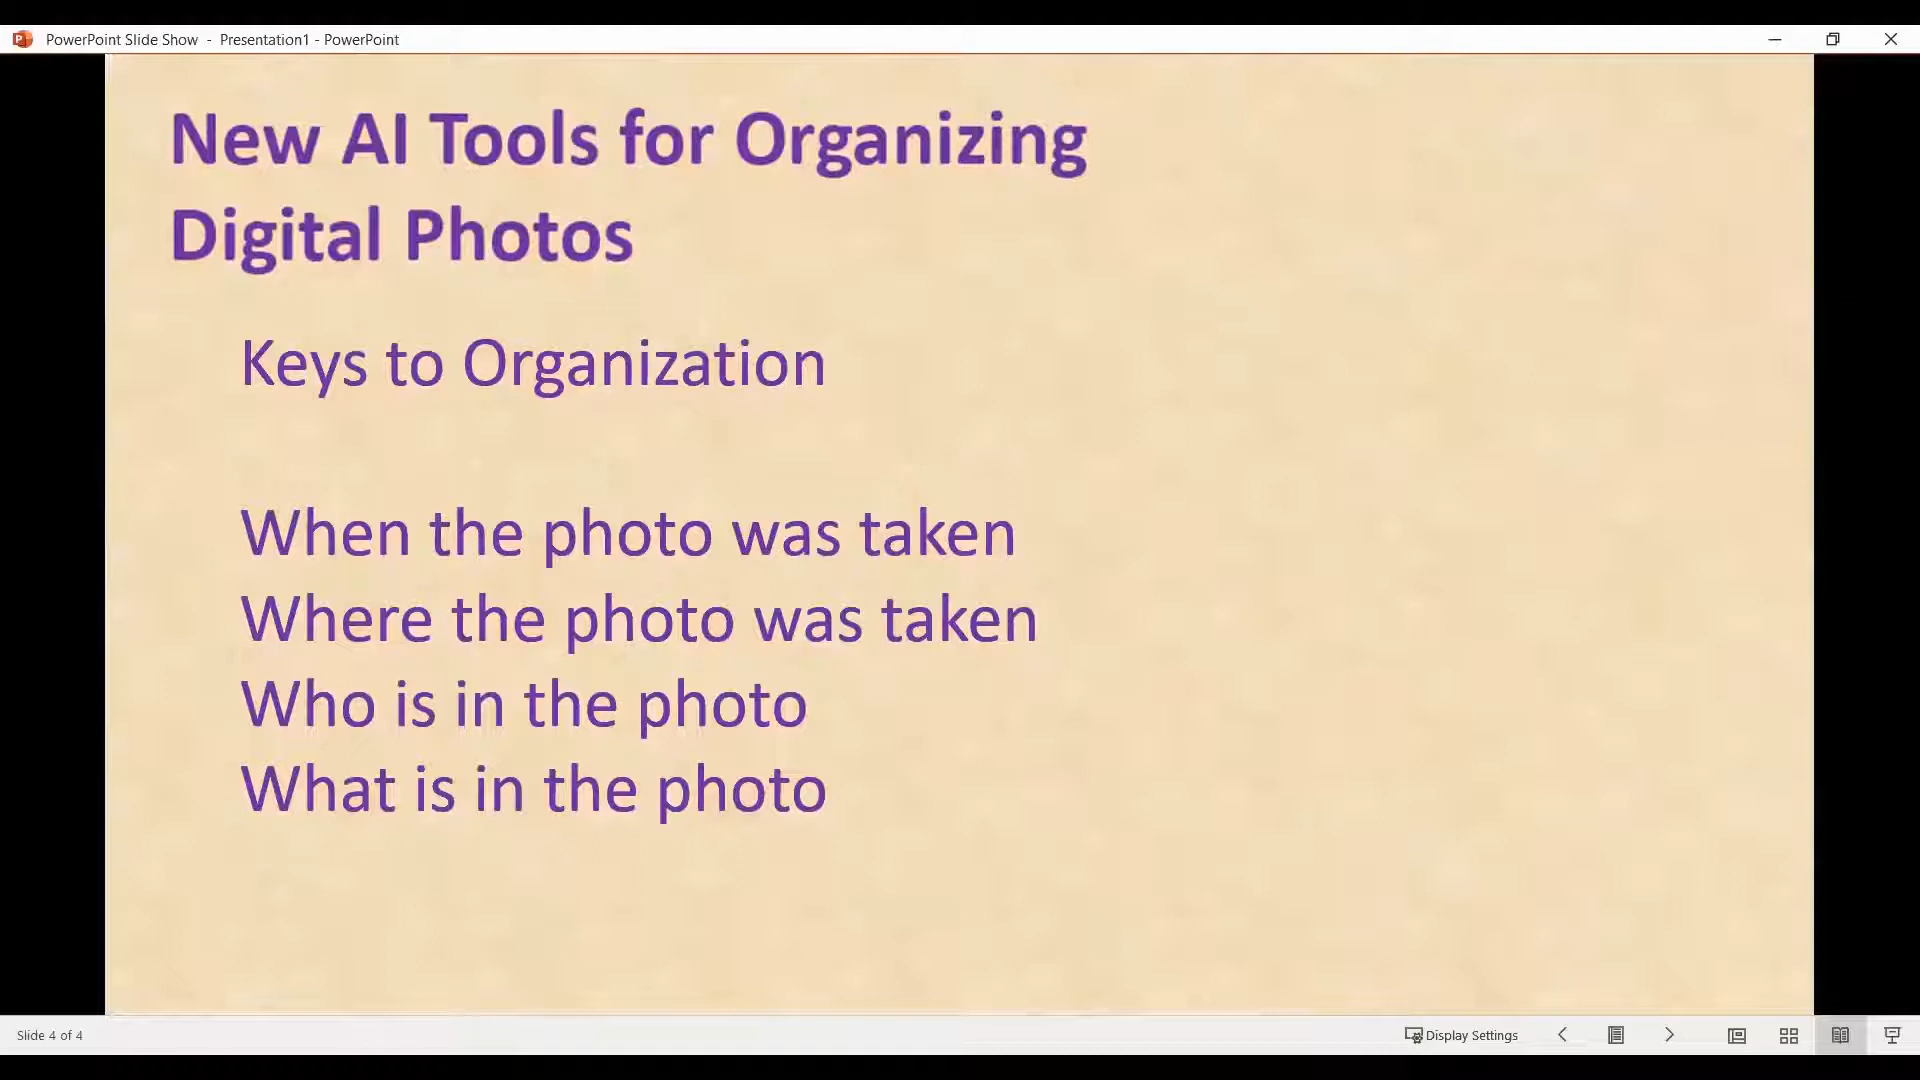 PowerPoint Slide Show - Presentation1 - PowerPoint
New AI Tools for Organizing
Digital Photos
Keys to Organization
When the photo was taken
Where the photo was taken
Who is in the photo
What is in the photo
Slide 4 of 4
Display Settings